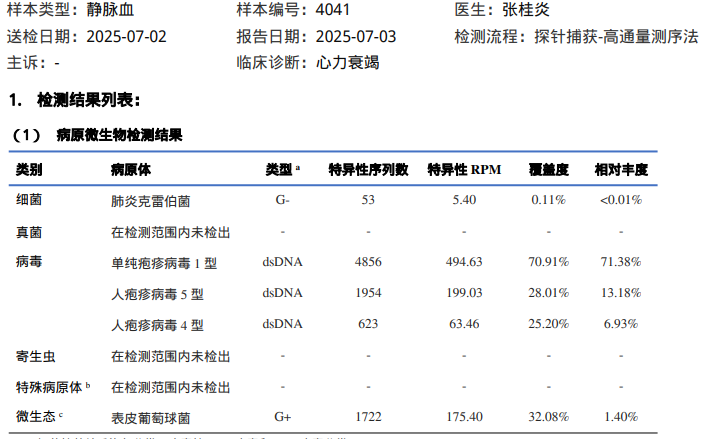 样本类型：静脉血 样本编号：4041 医生：张桂炎
送检日期：2025-07-02 报告日期：2025-07-03 检测流程：探针捕获-高通量测序法
主诉：- 临床诊断：心力衰竭
1. 检测结果列表：
（1） 病原微生物检测结果
类别 病原体 类型 a 特异性序列数 特异性 RPM 覆盖度 相对丰度
细菌 肺炎克雷伯菌 G- 53 5.40 0.11% <0.01%
真菌 在检测范围内未检出 - - - - -
病毒 单纯疱疹病毒 1 型 dsDNA 4856 494.63 70.91% 71.38%
人疱疹病毒 5 型 dsDNA 1954 199.03 28.01% 13.18%
人疱疹病毒 4 型 dsDNA 623 63.46 25.20% 6.93%
寄生虫 在检测范围内未检出 - - - - -
特殊病原体 b 在检测范围内未检出 - - - - -
微生态 c 表皮葡萄球菌 G+ 1722 175.40 32.08% 1.40%